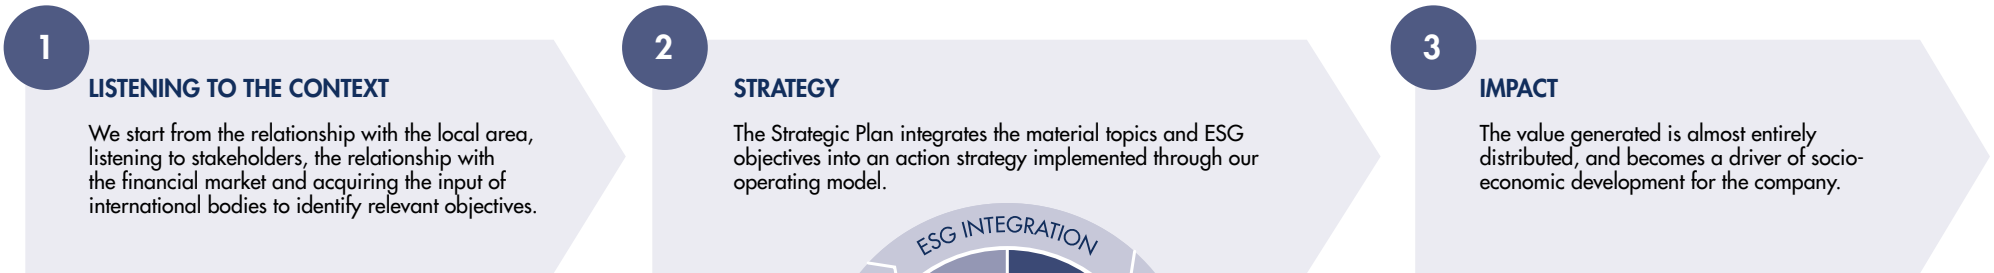 1
LISTENING TO THE CONTEXT
We start from the relationship with the local area,
listening to stakeholders, the relationship with
the financial market and acquiring the input of
international bodies to identify relevant objectives.
2
STRATEGY
The Strategic Plan integrates the material topics and ESG
objectives into an action strategy implemented through our
operating model.
ESG INTEGRATION
3
IMPACT
The value generated is almost entirely
distributed, and becomes a driver of socio-
economic development for the company.